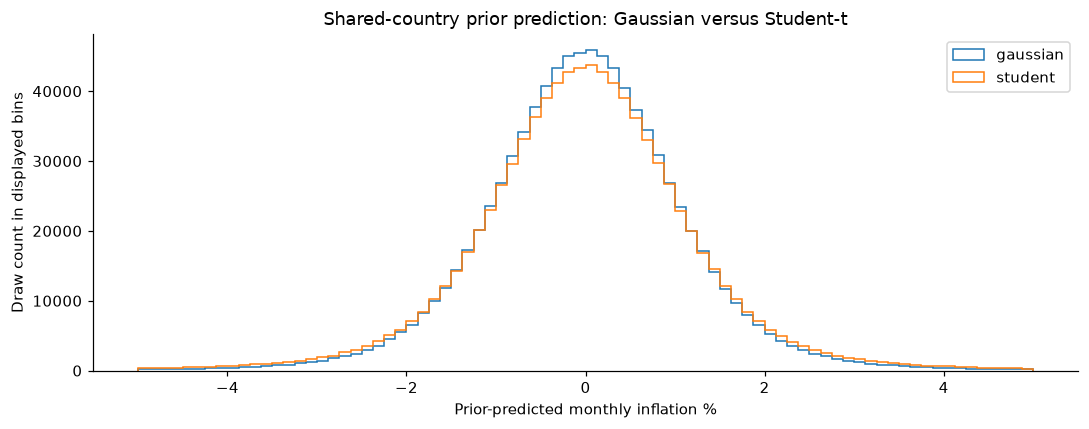 Shared-country prior prediction: Gaussian versus Student-t
gaussian
student
Draw count in displayed bins
40000
30000
20000
10000
0
−4
−2
0
2
4
Prior-predicted monthly inflation %